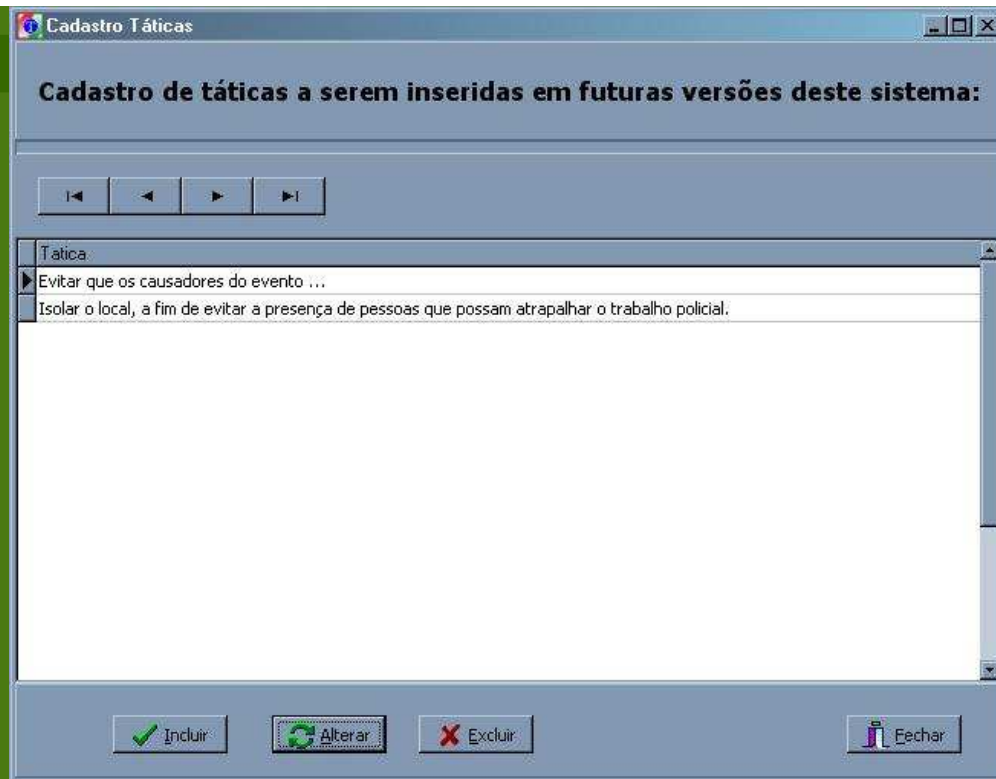 Cadastro Táticas
Cadastro de táticas a serem inseridas em futuras versões deste sistema:
Tatica
Evitar que os causadores do evento ...
Isolar o local, a fim de evitar a presença de pessoas que possam atrapalhar o trabalho policial.
Incluir Alterar Excluir Fechar